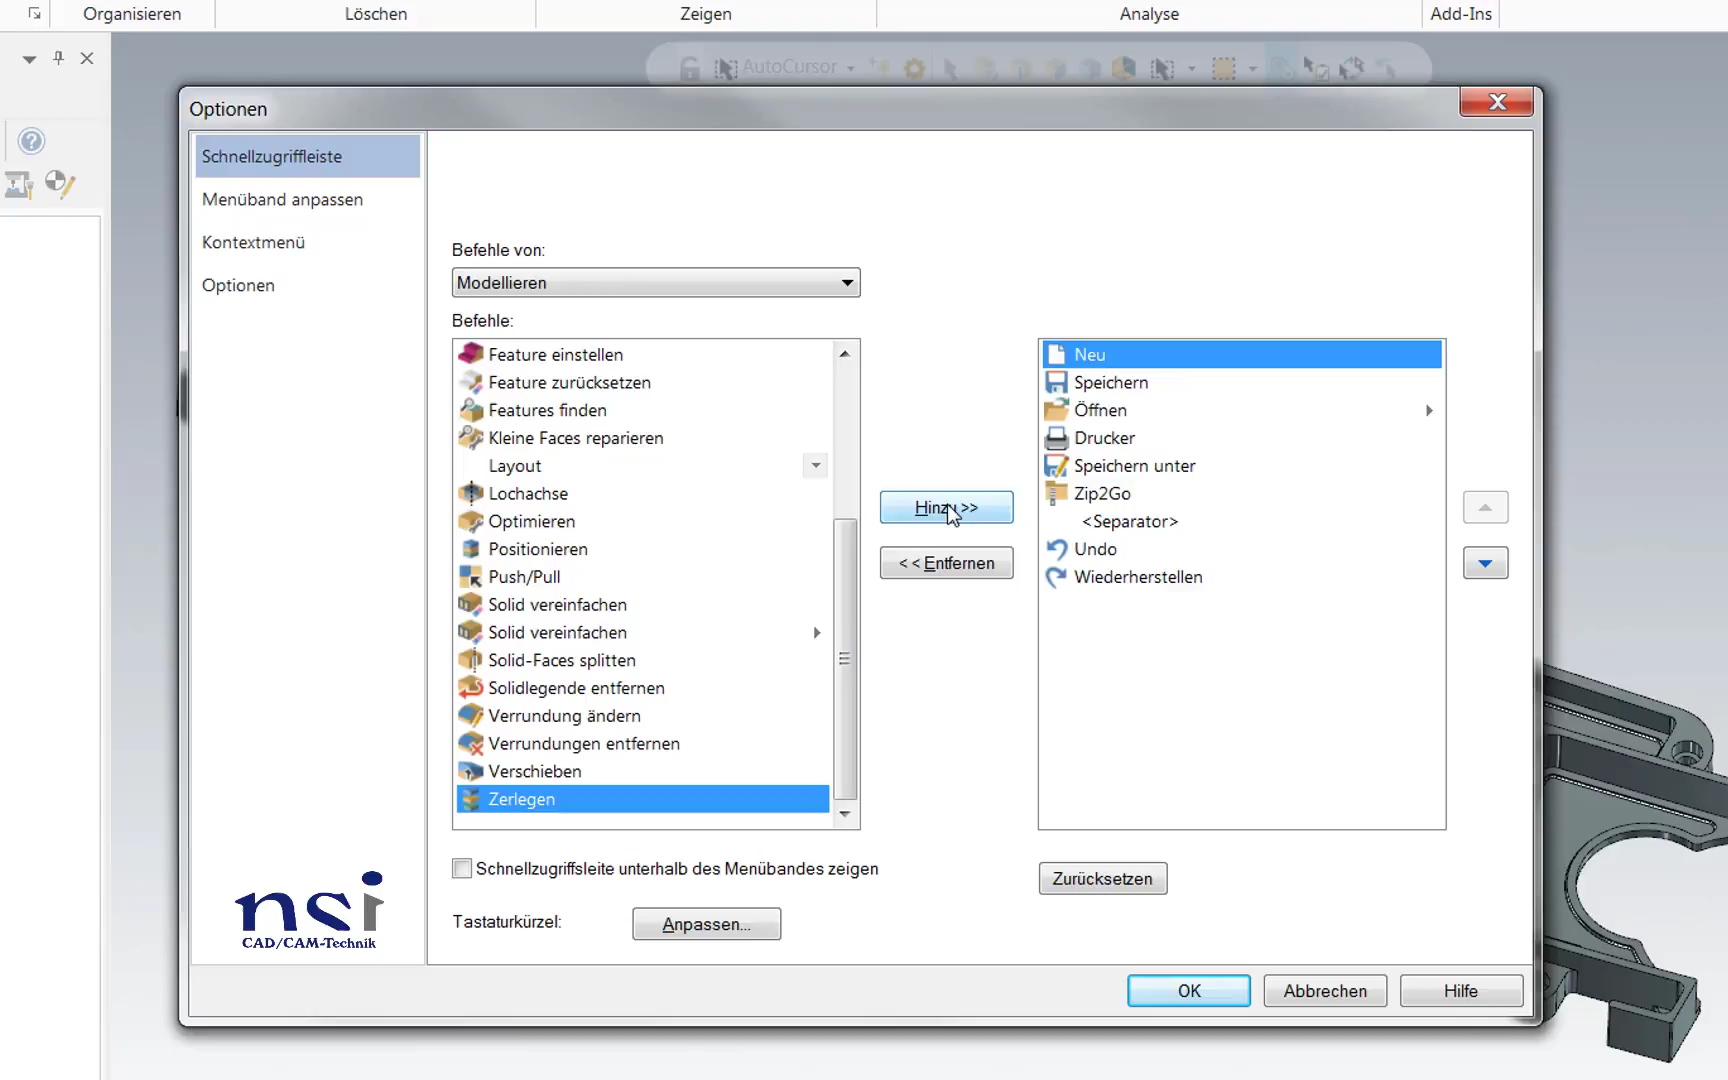 Organisieren
Löschen
Zeigen
Analyse
Add-Ins
AutoCursor
Optionen
Schnellzugriffleiste
Menüband anpassen
Kontextmenü
Optionen
Befehle von:
Modellieren
Befehle:
Feature einstellen
Feature zurücksetzen
Features finden
Kleine Faces reparieren
Layout
Lochachse
Optimieren
Positionieren
Push/Pull
Solid vereinfachen
Solid vereinfachen
Solid-Faces splitten
Solidlegende entfernen
Verrundung ändern
Verrundungen entfernen
Verschieben
Zerlegen
Hinzu >>
<< Entfernen
Neu
Speichern
Öffnen
Drucker
Speichern unter
Zip2Go
<Separator>
Undo
Wiederherstellen
Schnellzugriffsleite unterhalb des Menübandes zeigen
Zurücksetzen
Tastaturkürzel:
Anpassen...
nsi
CAD/CAM-Technik
OK
Abbrechen
Hilfe